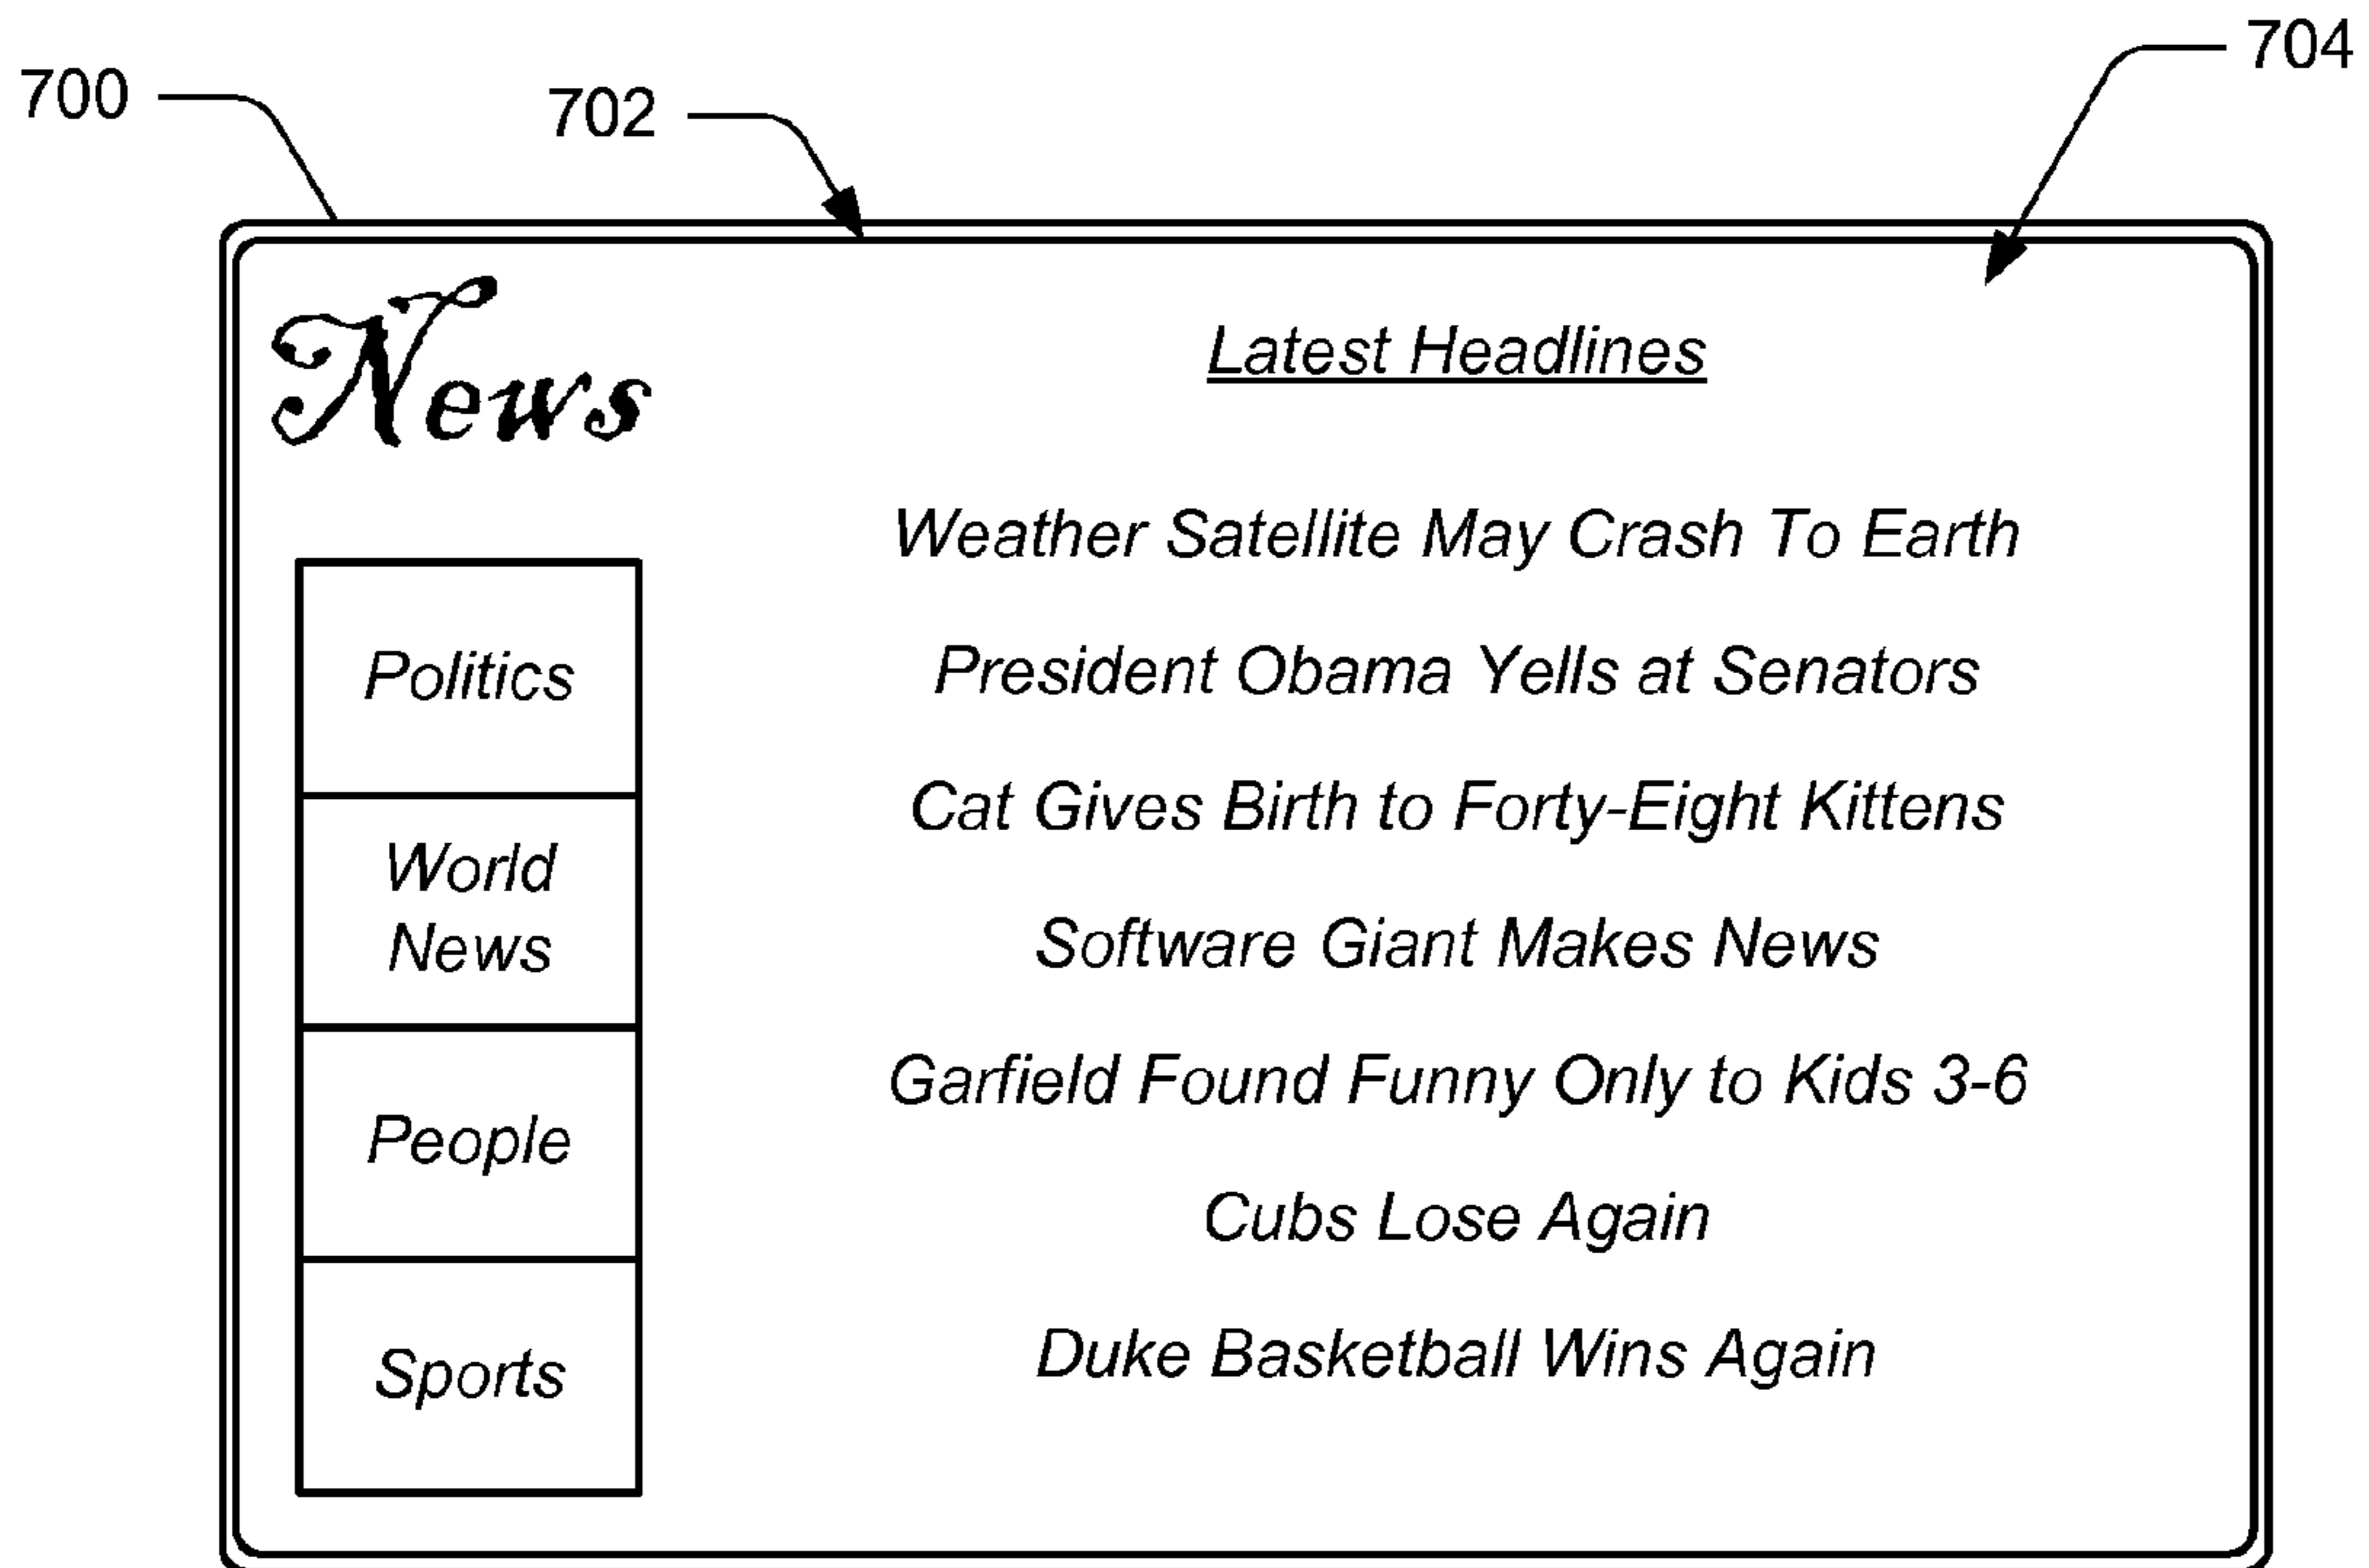 700
702
704
News
Latest Headlines
Politics
World
News
People
Sports
Weather Satellite May Crash To Earth
President Obama Yells at Senators
Cat Gives Birth to Forty-Eight Kittens
Software Giant Makes News
Garfield Found Funny Only to Kids 3-6
Cubs Lose Again
Duke Basketball Wins Again